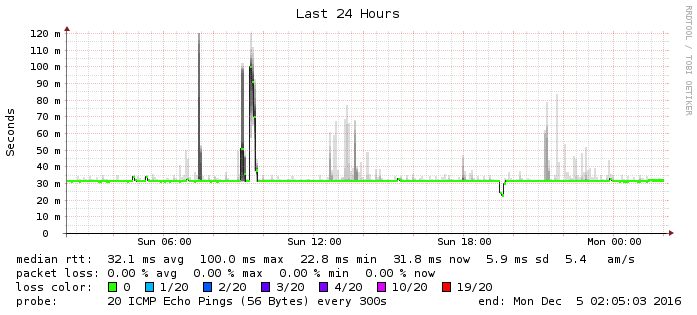 Last 24 Hours
RRDTOOL / TOBI OETIKER
Seconds
120 m
110 m
100 m
90 m
80 m
70 m
60 m
50 m
40 m
30 m
20 m
10 m
0
Sun 06:00 Sun 12:00 Sun 18:00 Mon 00:00
median rtt: 32.1 ms avg 100.0 ms max 22.8 ms min 31.8 ms now 5.9 ms sd 5.4 am/s
packet loss: 0.00 % avg 0.00 % max 0.00 % min 0.00 % now
loss color: 0 1/20 2/20 3/20 4/20 10/20 19/20
probe: 20 ICMP Echo Pings (56 Bytes) every 300s end: Mon Dec 5 02:05:03 2016